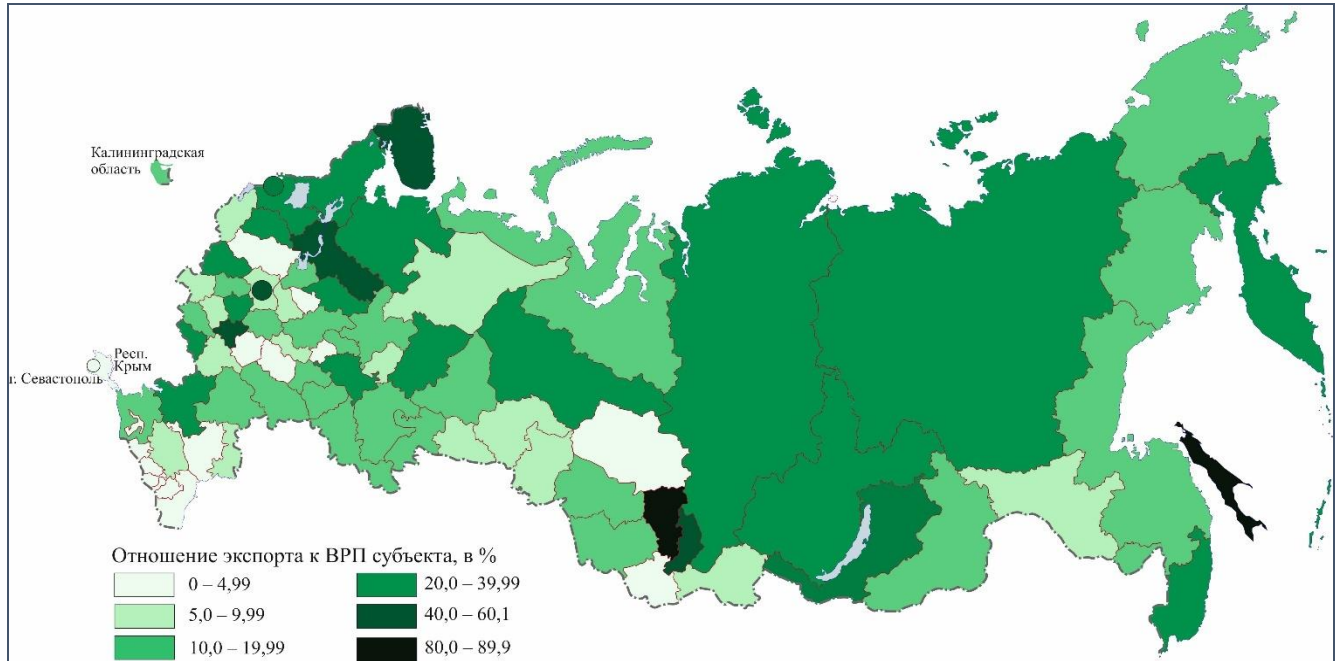 Калининградская
область
Респ.
Крым
г. Севастополь
Отношение экспорта к ВРП субъекта, в %
0 – 4,99
20,0 – 39,99
5,0 – 9,99
40,0 – 60,1
10,0 – 19,99
80,0 – 89,9